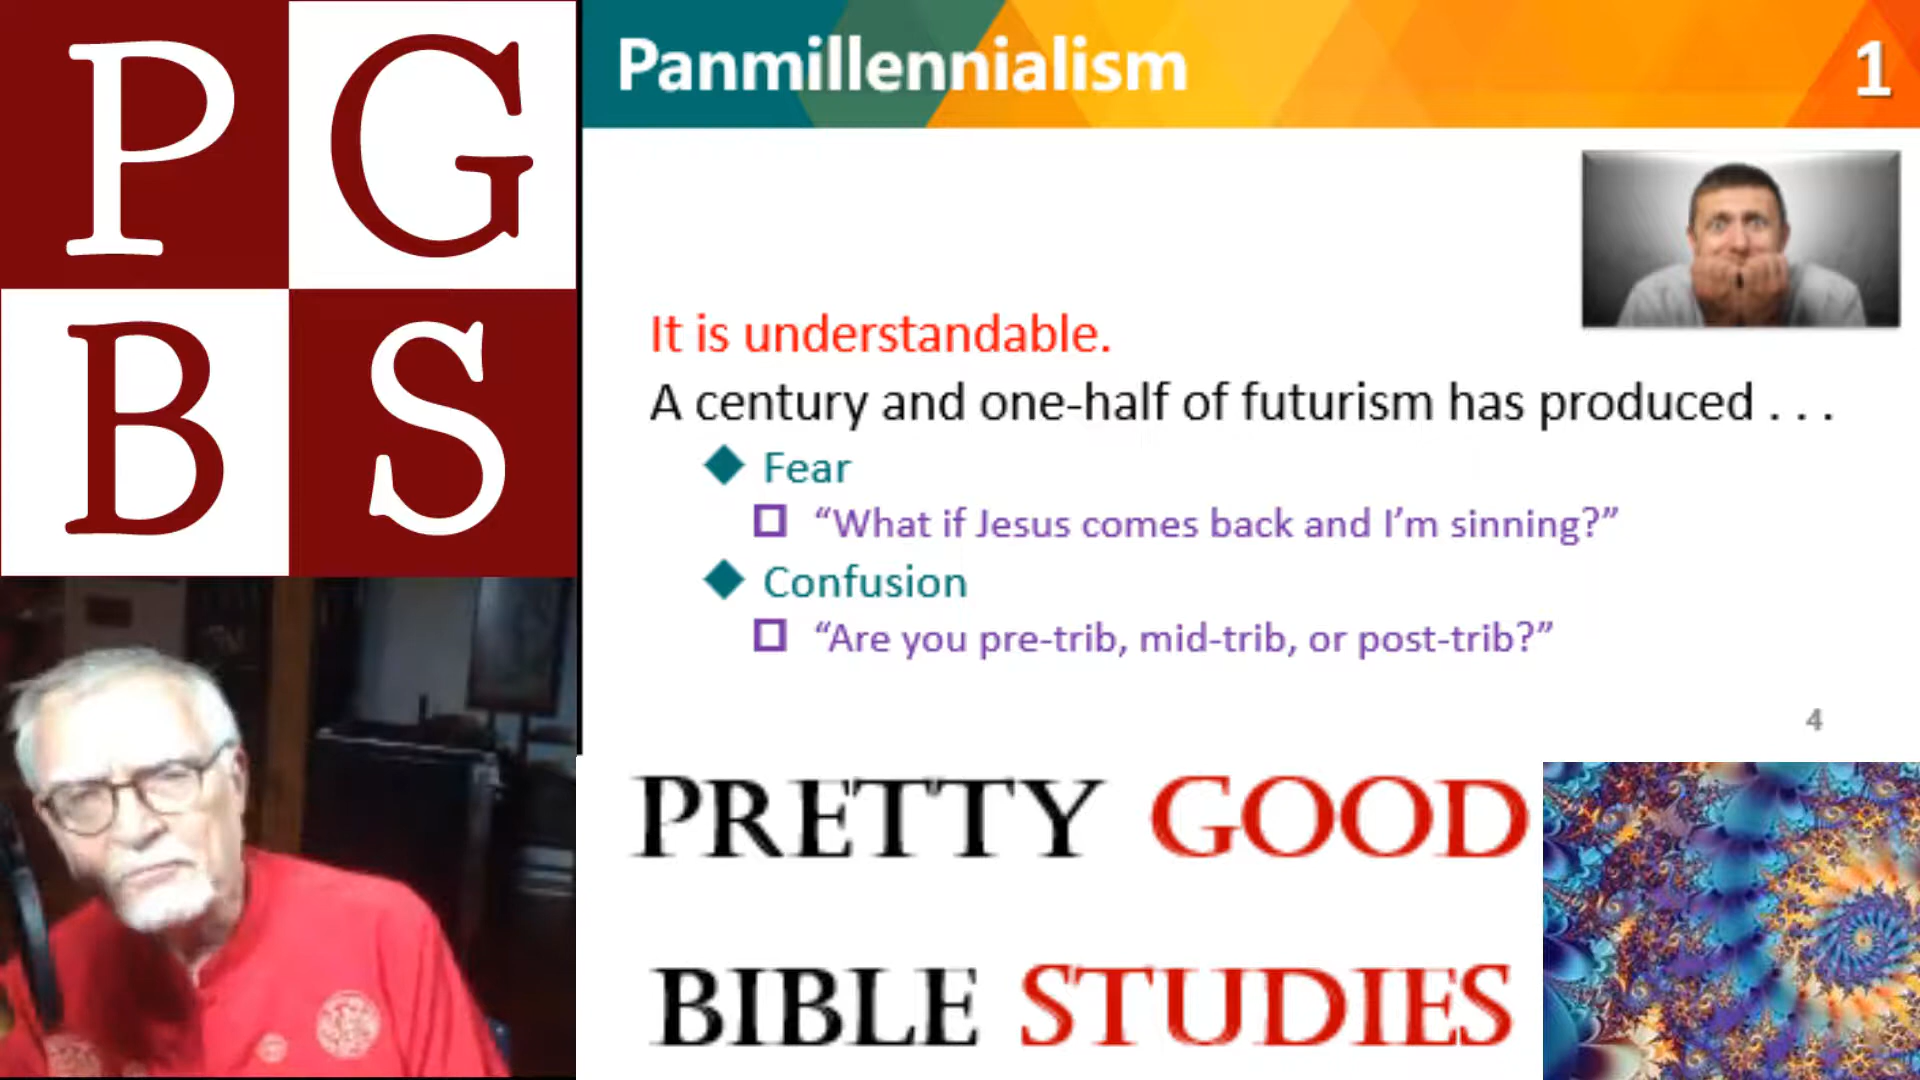 P G
B S
Panmillennialism 1
It is understandable.
A century and one-half of futurism has produced . . .
Fear
“What if Jesus comes back and I’m sinning?”
Confusion
“Are you pre-trib, mid-trib, or post-trib?”
4
PRETTY GOOD
BIBLE STUDIES